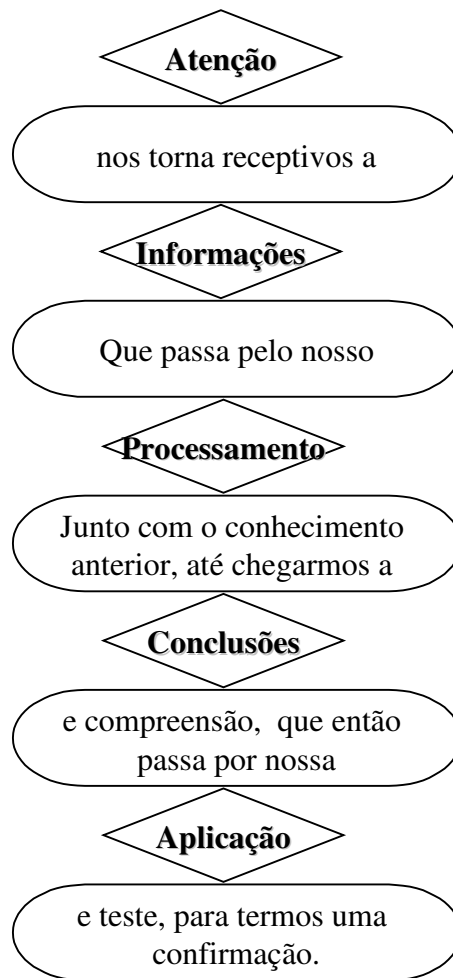 Atenção
nos torna receptivos a
Informações
Que passa pelo nosso
Processamento
Junto com o conhecimento
anterior, até chegarmos a
Conclusões
e compreensão, que então
passa por nossa
Aplicação
e teste, para termos uma
confirmação.